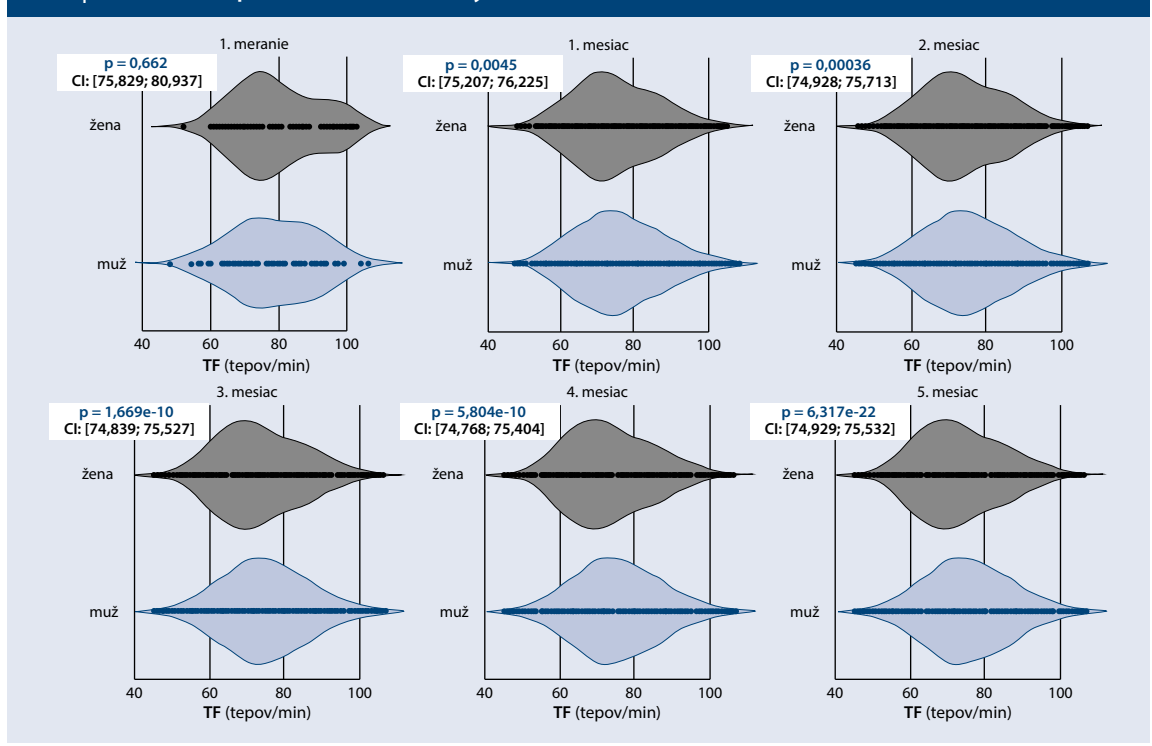 1. meranie
p = 0,662
CI: [75,829; 80,937]
žena
muž
40 60 80 100
TF (tepov/min)
1. mesiac
p = 0,0045
CI: [75,207; 76,225]
žena
muž
40 60 80 100
TF (tepov/min)
2. mesiac
p = 0,00036
CI: [74,928; 75,713]
žena
muž
40 60 80 100
TF (tepov/min)
3. mesiac
p = 1,669e-10
CI: [74,839; 75,527]
žena
muž
40 60 80 100
TF (tepov/min)
4. mesiac
p = 5,804e-10
CI: [74,768; 75,404]
žena
muž
40 60 80 100
TF (tepov/min)
5. mesiac
p = 6,317e-22
CI: [74,929; 75,532]
žena
muž
40 60 80 100
TF (tepov/min)